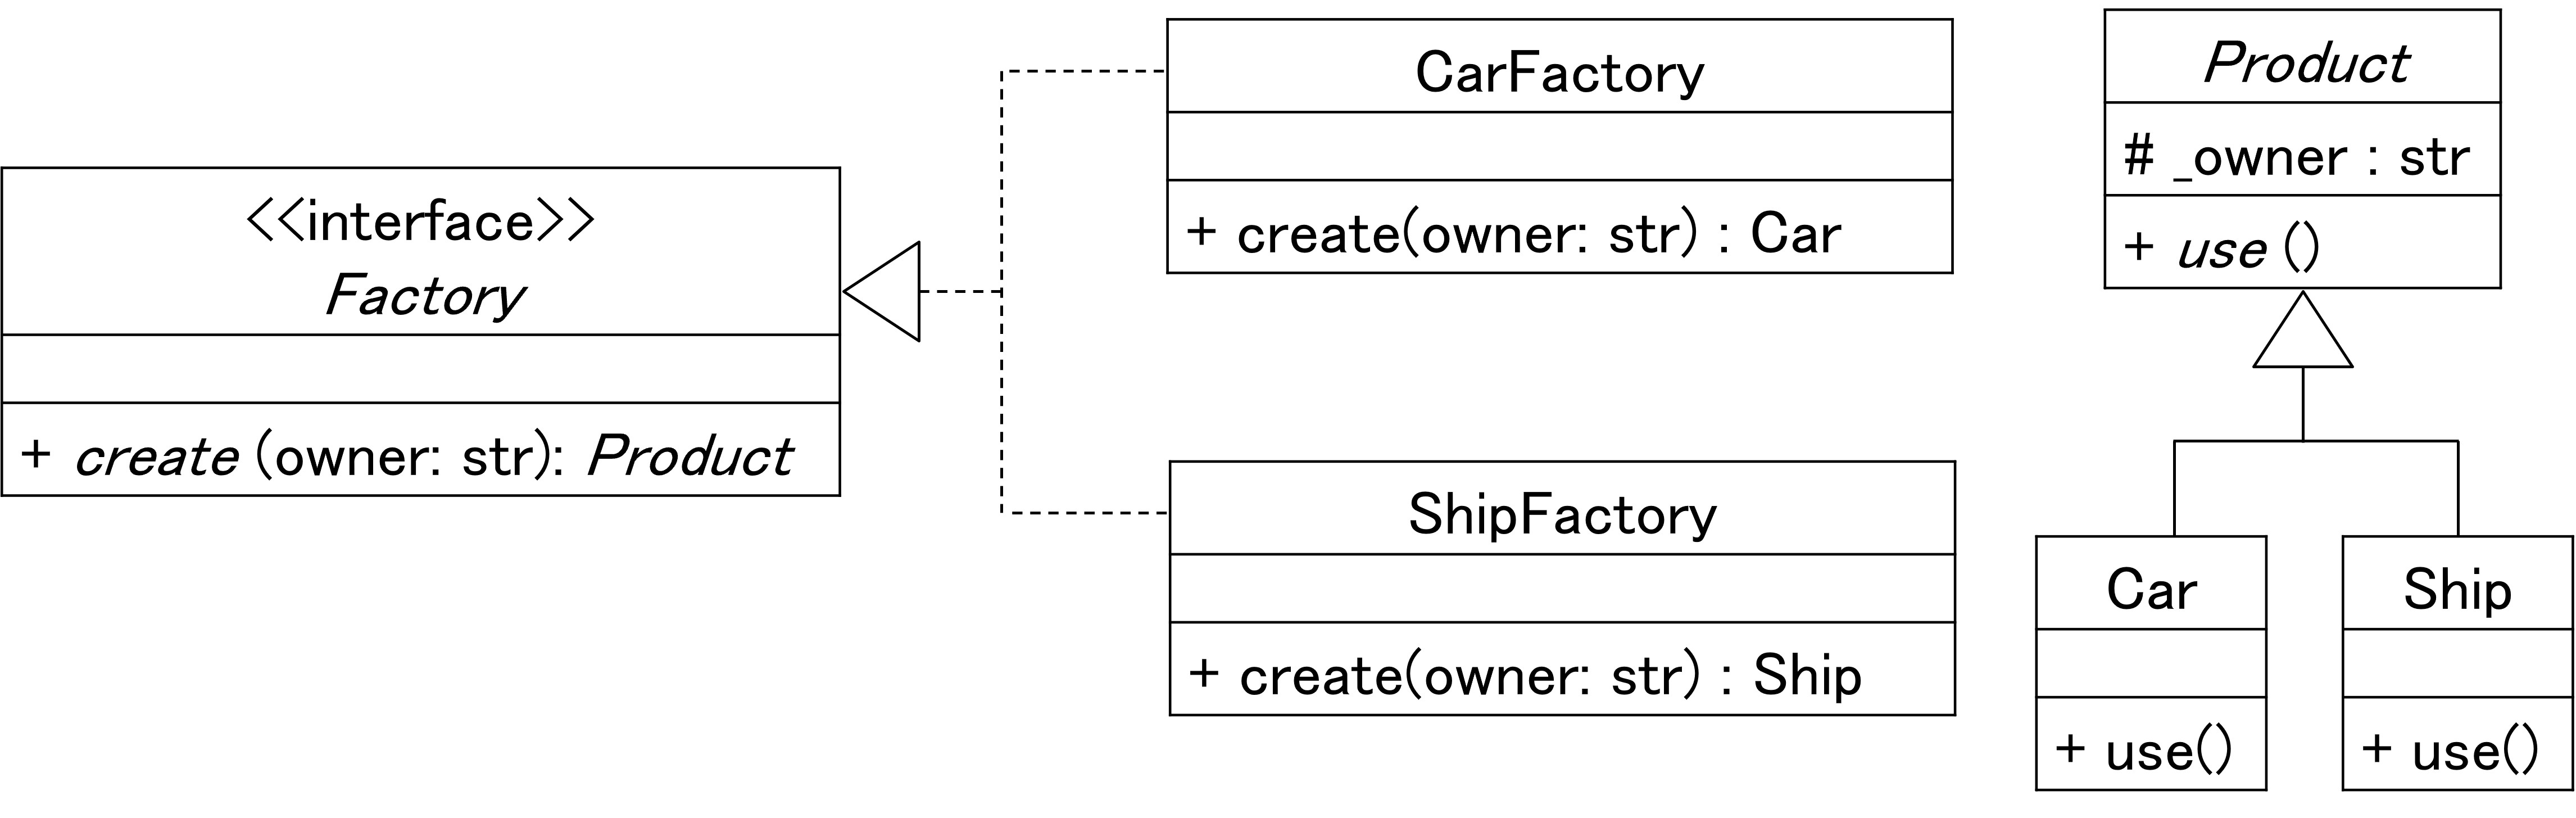 <<interface>>
Factory
+ create (owner: str): Product
CarFactory
+ create(owner: str) : Car
ShipFactory
+ create(owner: str) : Ship
Product
# _owner : str
+ use ()
Car
+ use()
Ship
+ use()